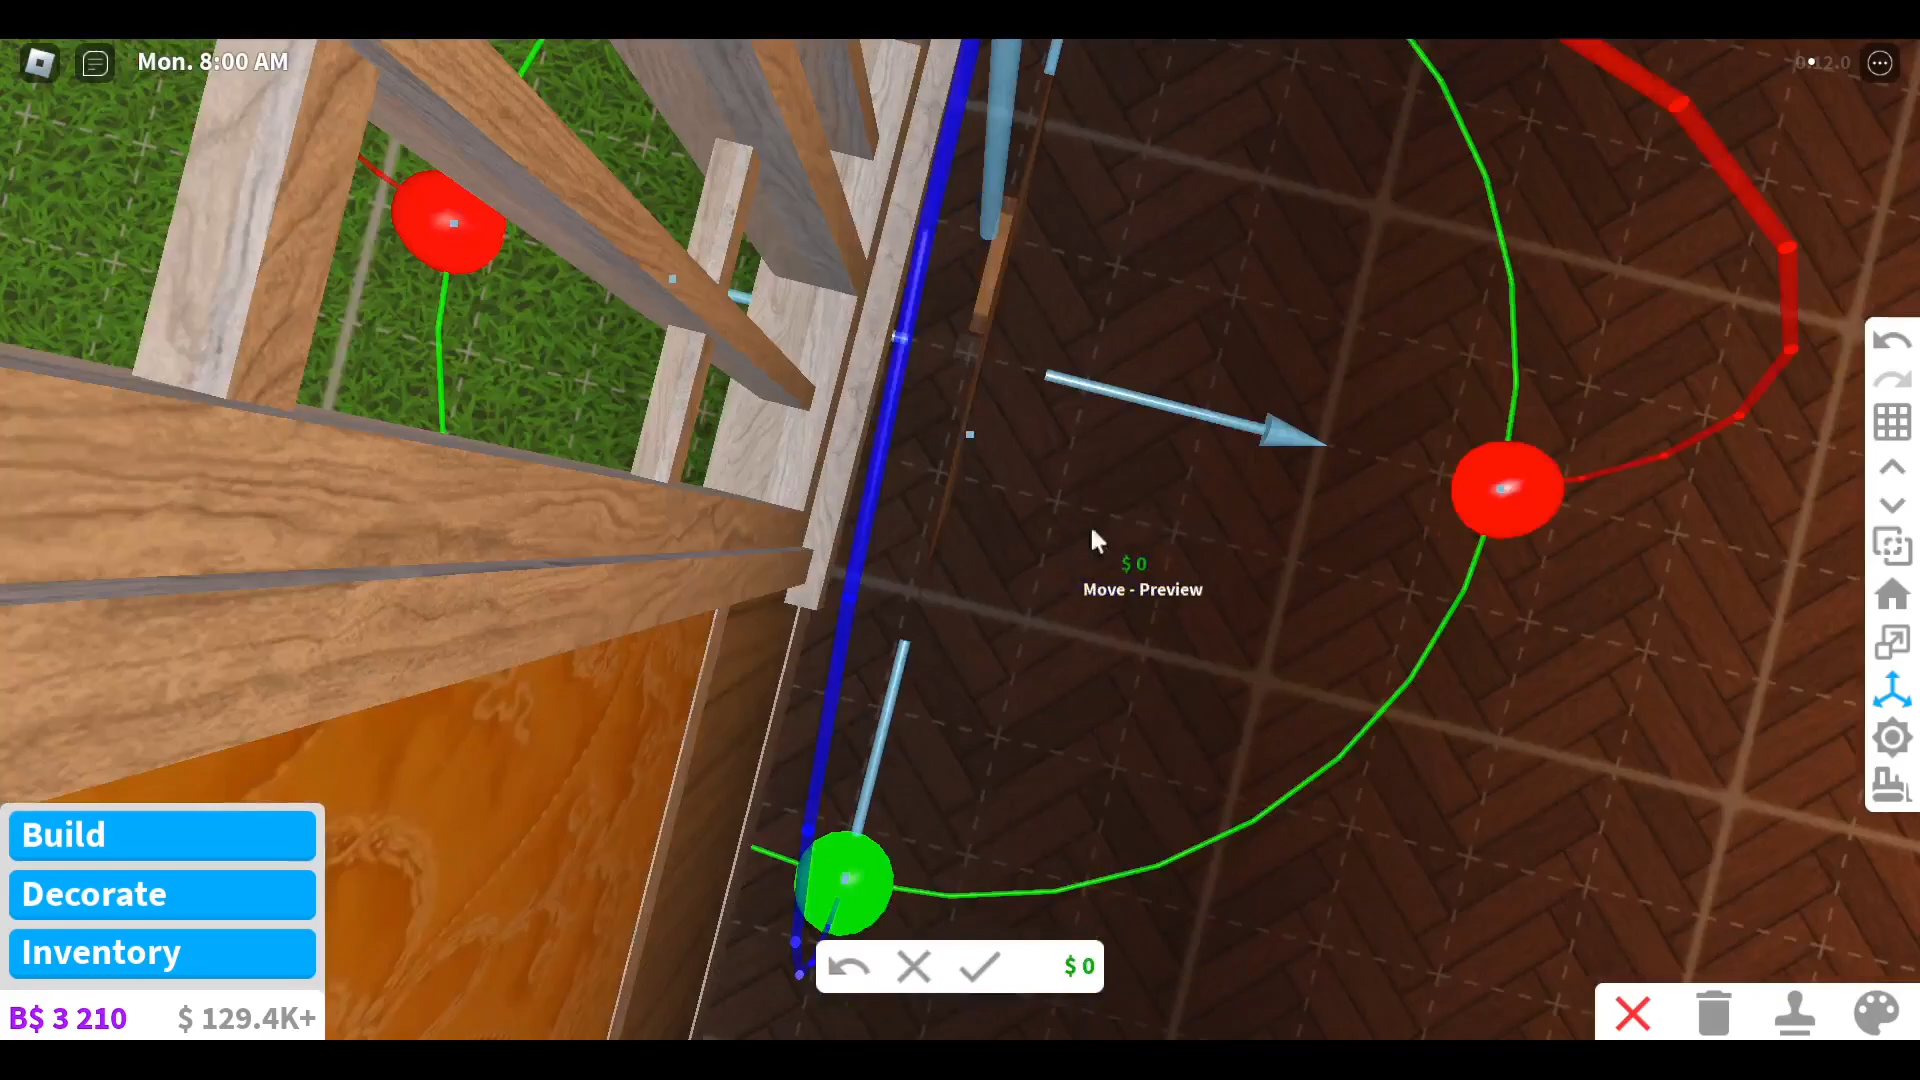 Mon. 8:00 AM
$ 0
Move - Preview
Build
Decorate
Inventory
$ 0
B$ 3 210
$ 129.4K+